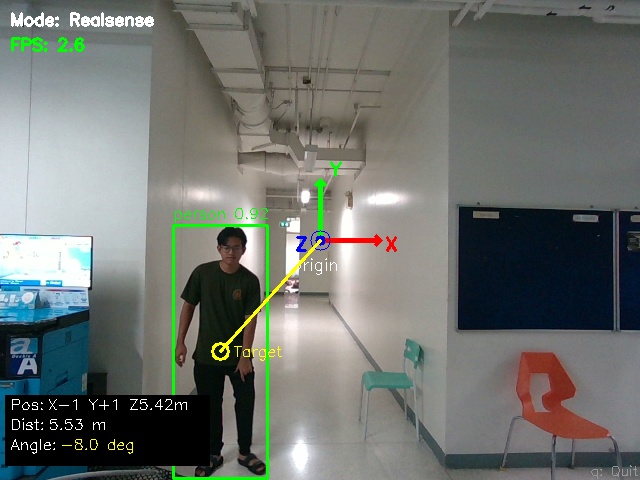 Mode: Realsense
FPS: 2.6
person 0.92
Y
Z
X
Origin
Target
a
A
Pos: X-1 Y+1 Z5.42m
Dist: 5.53 m
Angle: -8.0 deg
q: Quit